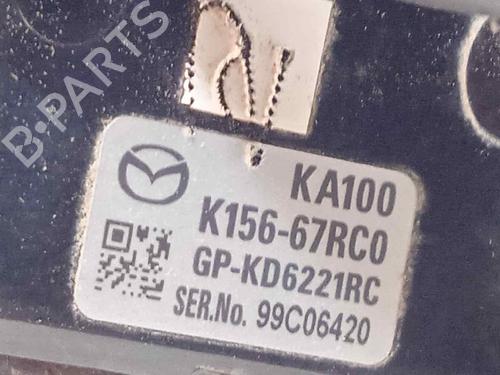 B-PARTS
KA100
K156-67RC0
GP-KD6221RC
SER.No. 99C06420